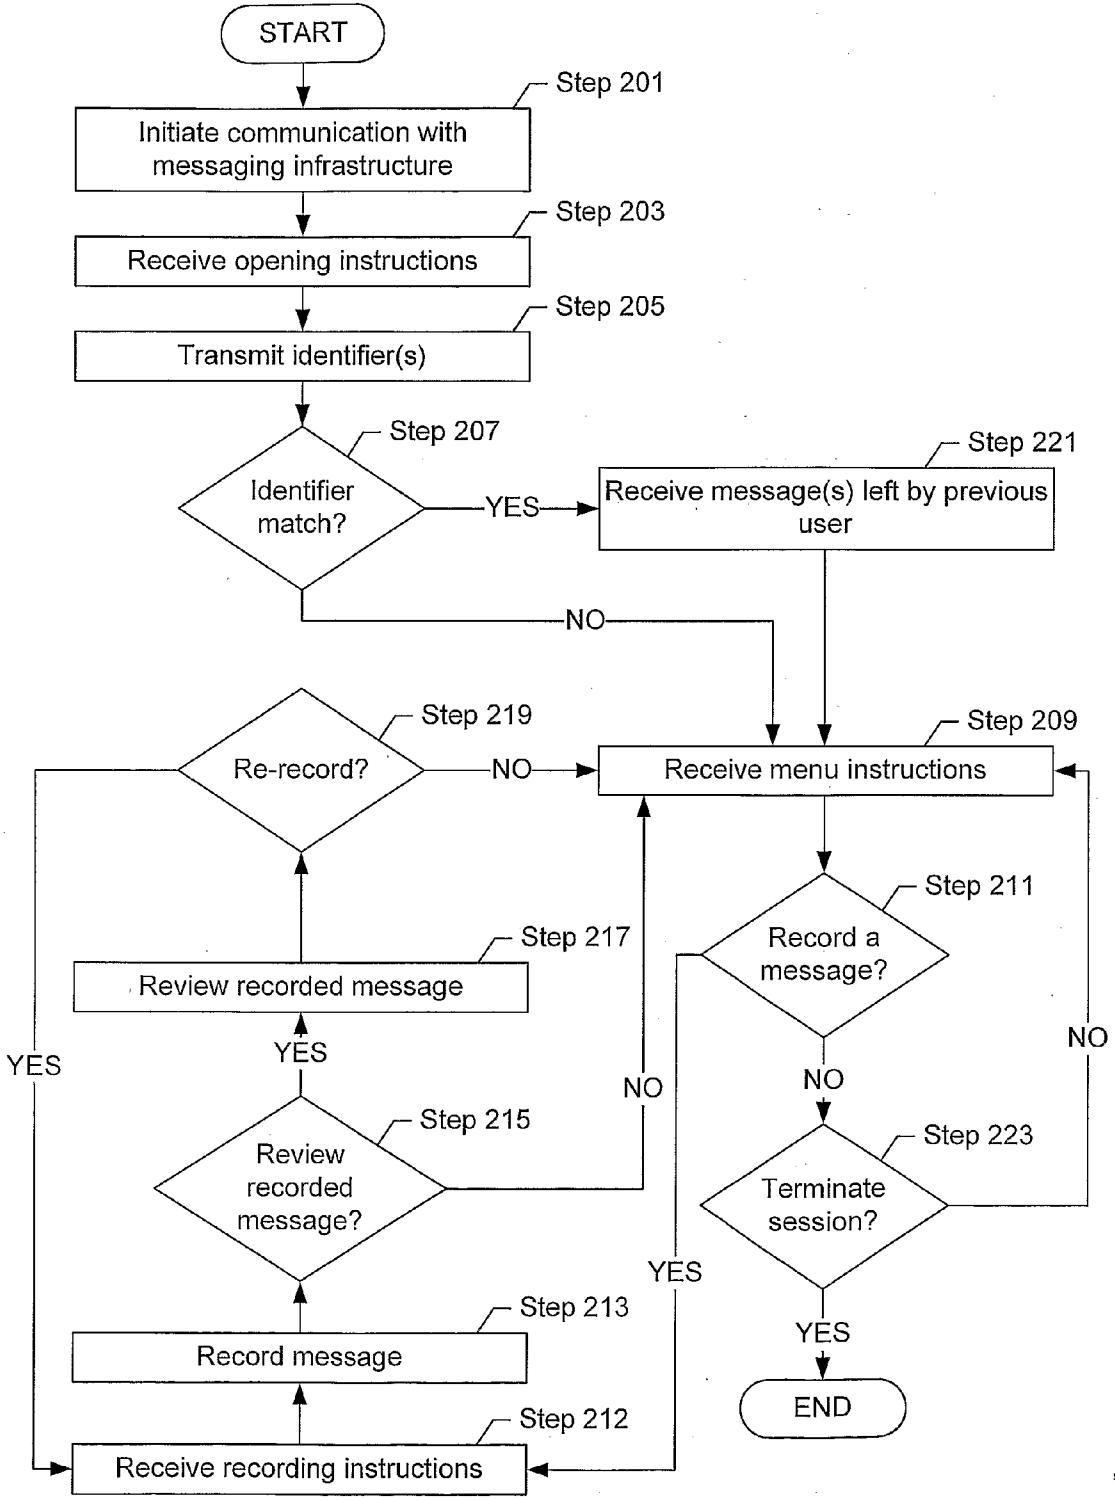 START
Step 201
Initiate communication with
messaging infrastructure
Step 203
Receive opening instructions
Step 205
Transmit identifier(s)
Step 207
Identifier
match?
YES
Step 221
Receive message(s) left by previous
user
NO
Step 219
Re-record?
NO
Step 209
Receive menu instructions
Step 211
Record a
message?
Step 217
Review recorded message
YES
YES
NO
NO
NO
Step 215
Review
recorded
message?
Step 223
Terminate
session?
YES
Step 213
Record message
YES
END
Step 212
Receive recording instructions